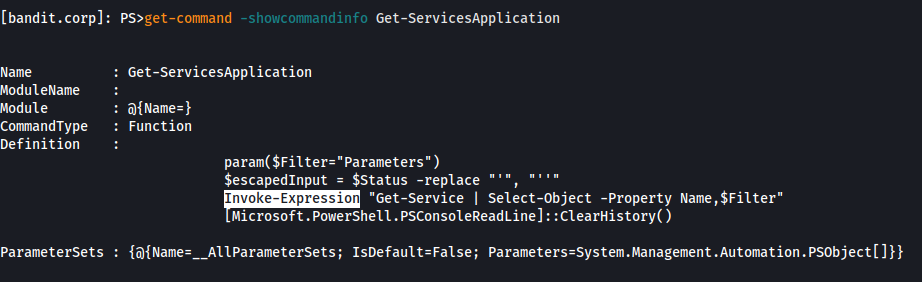 [bandit.corp]: PS>get-command -showcommandinfo Get-ServicesApplication
Name          : Get-ServicesApplication
ModuleName    :
Module        : @{Name=}
CommandType   : Function
Definition    :
param($Filter="Parameters")
$escapedInput = $Status -replace "'", "''"
Invoke-Expression "Get-Service | Select-Object -Property Name,$Filter"
[Microsoft.PowerShell.PSConsoleReadLine]::ClearHistory()
ParameterSets : {@{Name=__AllParameterSets; IsDefault=False; Parameters=System.Management.Automation.PSObject[]}}